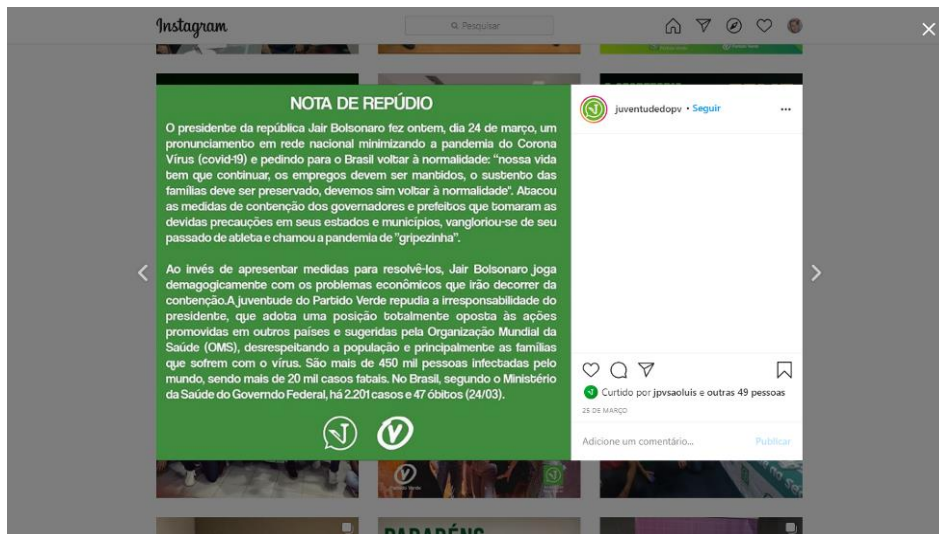 Instagram
Pesquisar
NOTA DE REPÚDIO
O presidente da república Jair Bolsonaro fez ontem, dia 24 de março, um
pronunciamento em rede nacional minimizando a pandemia do Corona
Vírus (covid-19) e pedindo para o Brasil voltar à normalidade: "nossa vida
tem que continuar, os empregos devem ser mantidos, o sustento das
famílias deve ser preservado, devemos sim voltar à normalidade". Atacou
as medidas de contenção dos governadores e prefeitos que tomaram as
devidas precauções em seus estados e municípios, vangloriou-se de seu
passado de atleta e chamou a pandemia de "gripezinha".
Ao invés de apresentar medidas para resolvê-los, Jair Bolsonaro joga
demagogicamente com os problemas econômicos que irão decorrer da
contenção.A juventude do Partido Verde repudia a irresponsabilidade do
presidente, que adota uma posição totalmente oposta às ações
promovidas em outros países e sugeridas pela Organização Mundial da
Saúde (OMS), desrespeitando a população e principalmente as famílias
que sofrem com o vírus. São mais de 450 mil pessoas infectadas pelo
mundo, sendo mais de 20 mil casos fatais. No Brasil, segundo o Ministério
da Saúde do Governdo Federal, há 2.201 casos e 47 óbitos (24/03).
juventudedopv • Seguir
Curtido por jpvsaoluis e outras 49 pessoas
25 DE MARÇO
Adicione um comentário...
Publicar
PARABÉNS